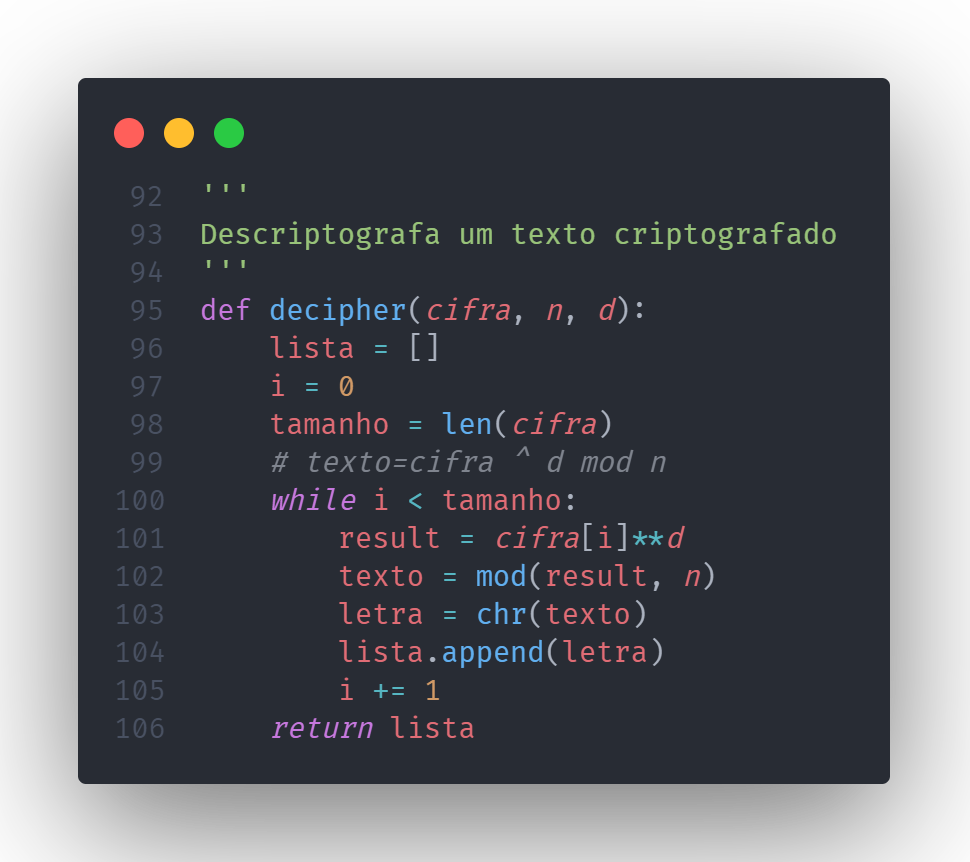 92 '''
93 Descriptografa um texto criptografado
94 '''
95 def decipher(cifra, n, d):
96     lista = []
97     i = 0
98     tamanho = len(cifra)
99     # texto=cifra ^ d mod n
100     while i < tamanho:
101         result = cifra[i]**d
102         texto = mod(result, n)
103         letra = chr(texto)
104         lista.append(letra)
105         i += 1
106     return lista